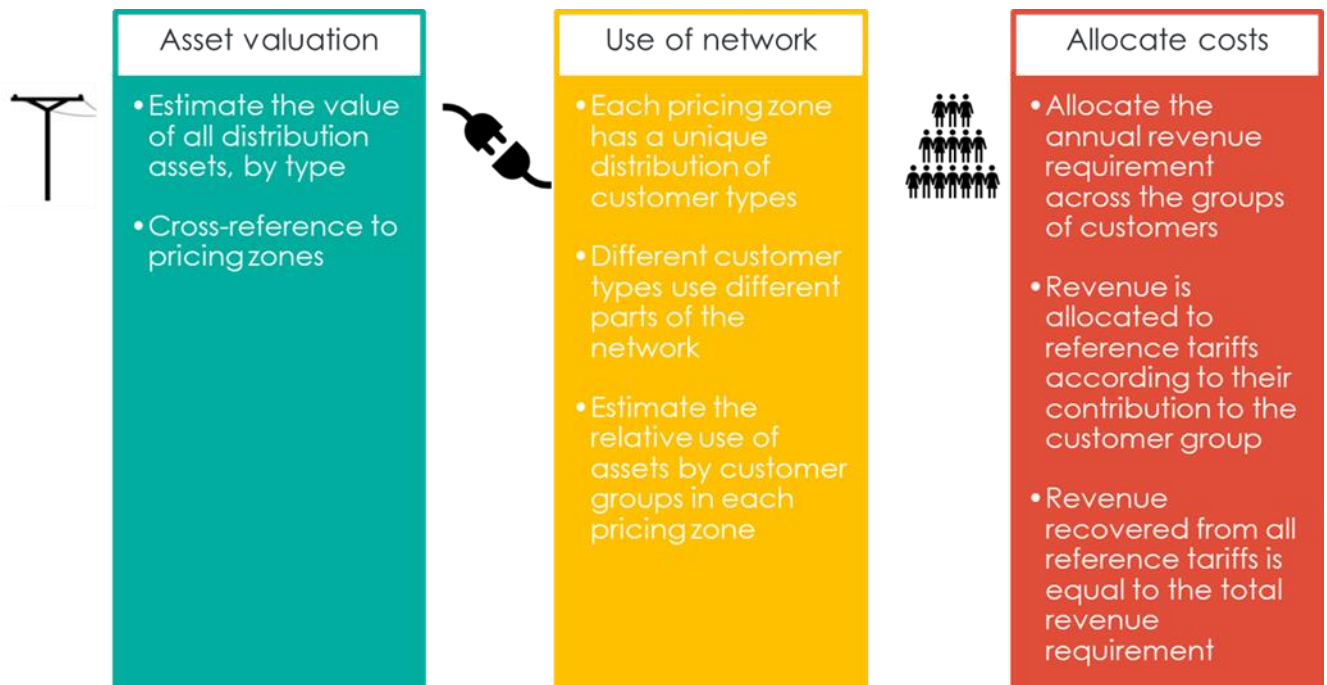 Asset valuation
•Estimate the value
of all distribution
assets, by type
•Cross-reference to
pricing zones
Use of network
•Each pricing zone
has a unique
distribution of
customer types
•Different customer
types use different
parts of the
network
•Estimate the
relative use of
assets by customer
groups in each
pricing zone
Allocate costs
•Allocate the
annual revenue
requirement
across the groups
of customers
•Revenue is
allocated to
reference tariffs
according to their
contribution to the
customer group
•Revenue
recovered from all
reference tariffs is
equal to the total
revenue
requirement